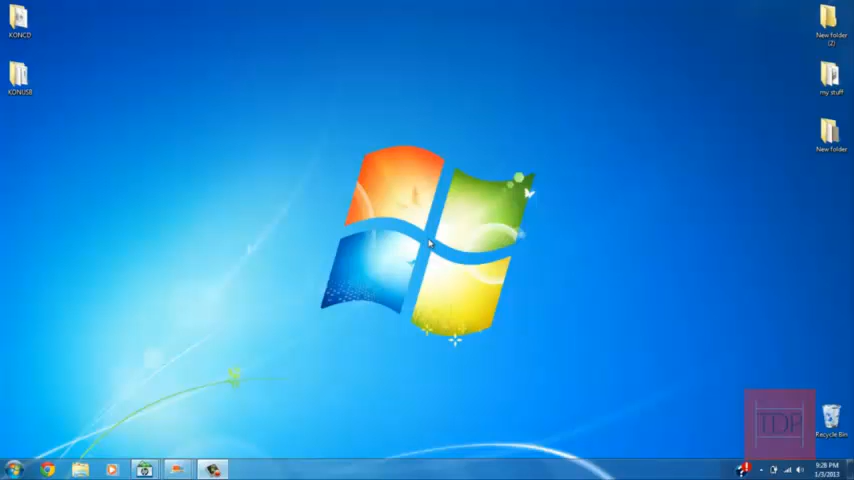 KONCD
KONUSB
New folder
(2)
my stuff
New folder
TDP
Recycle Bin
9:28 PM
1/3/2013